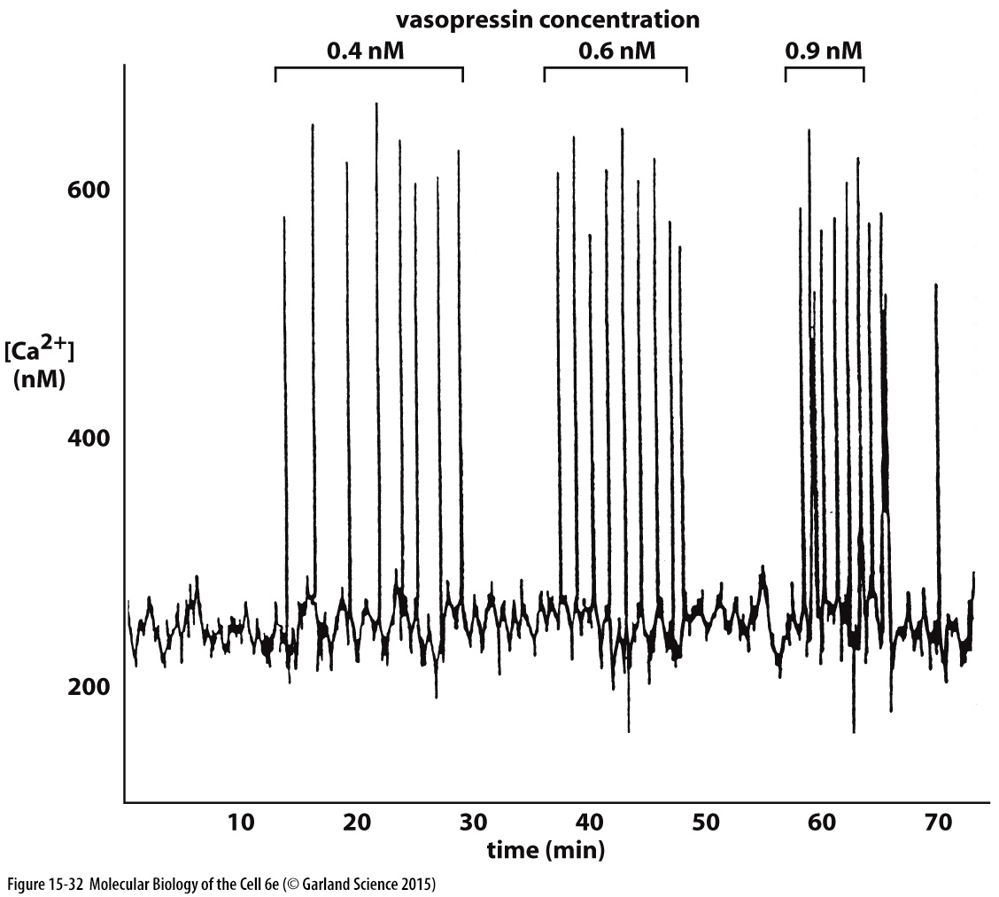 vasopressin concentration
0.4 nM 0.6 nM 0.9 nM
600
[Ca2+]
(nM)
400
200
10 20 30 40 50 60 70
time (min)
Figure 15-32 Molecular Biology of the Cell 6e (© Garland Science 2015)